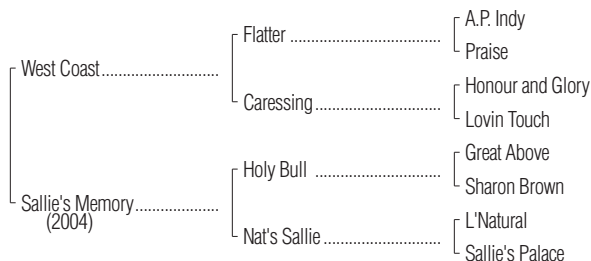 A.P. Indy
Flatter ........................................
Praise
West Coast...............................
Honour and Glory
Caressing.................................
Lovin Touch
Great Above
Holy Bull .................................
Sharon Brown
Sallie's Memory......................
(2004)
L'Natural
Nat's Sallie ................................
Sallie's Palace